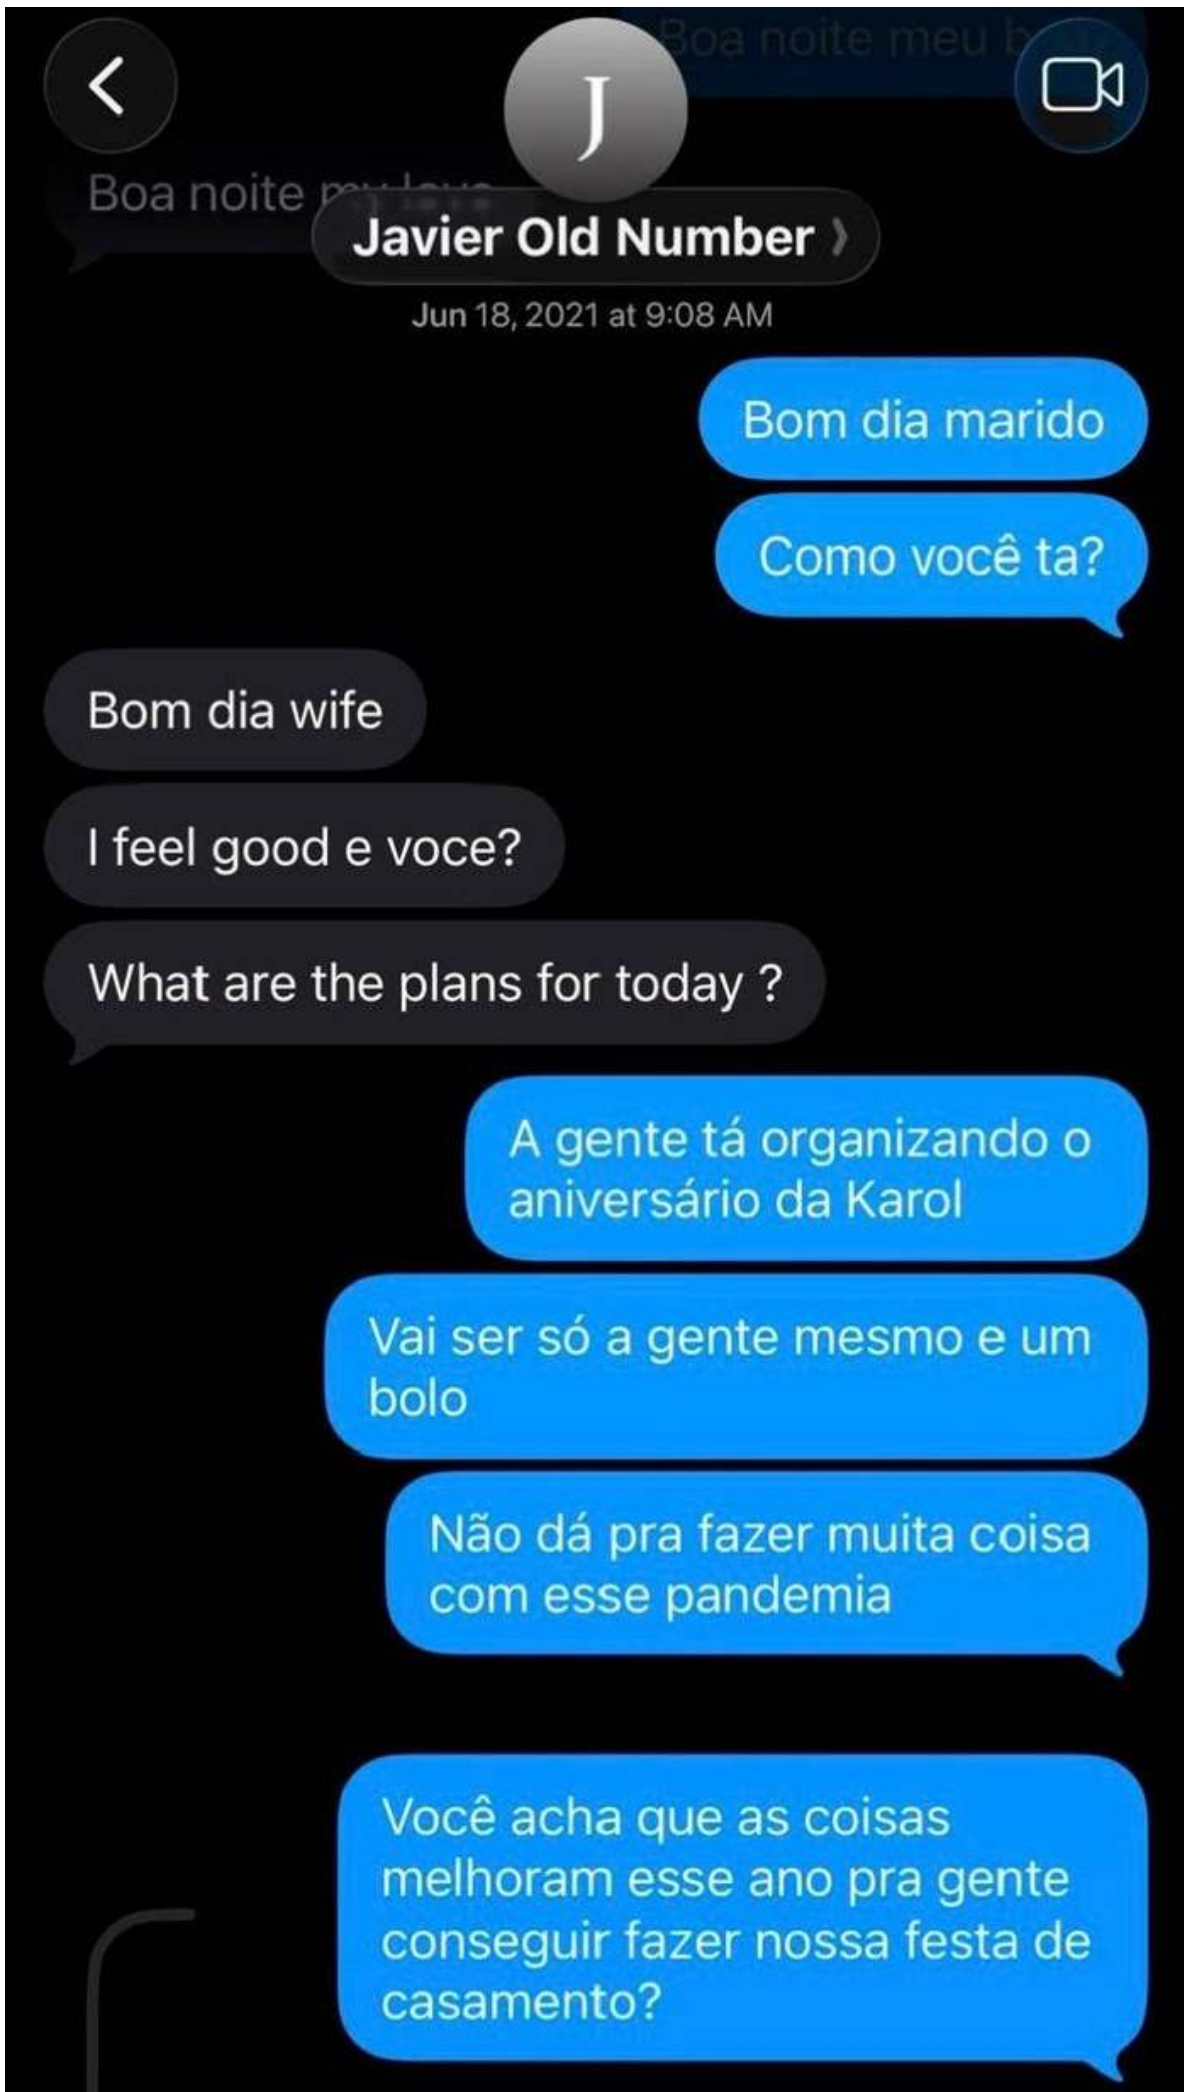 Boa noite meu
J
Boa noite my love
Javier Old Number
Jun 18, 2021 at 9:08 AM
Bom dia marido
Como você ta?
Bom dia wife
I feel good e voce?
What are the plans for today ?
A gente tá organizando o
aniversário da Karol
Vai ser só a gente mesmo e um
bolo
Não dá pra fazer muita coisa
com esse pandemia
Você acha que as coisas
melhoram esse ano pra gente
conseguir fazer nossa festa de
casamento?